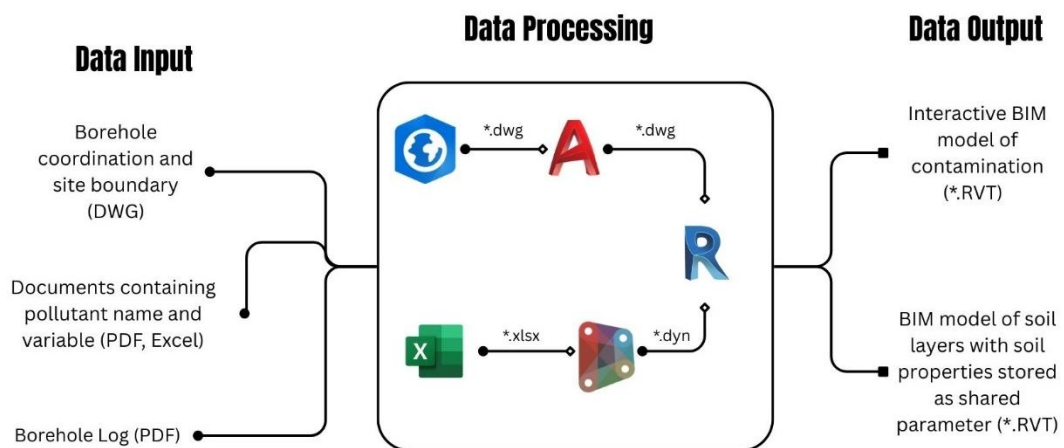 Data Input
Borehole
coordination and
site boundary
(DWG)
Documents containing
pollutant name and
variable (PDF, Excel)
Borehole Log (PDF)
Data Processing
*.dwg
*.dwg
A
R
X
*.xlsx
*.dyn
Data Output
Interactive BIM
model of
contamination
(*.RVT)
BIM model of soil
layers with soil
properties stored
as shared
parameter (*.RVT)